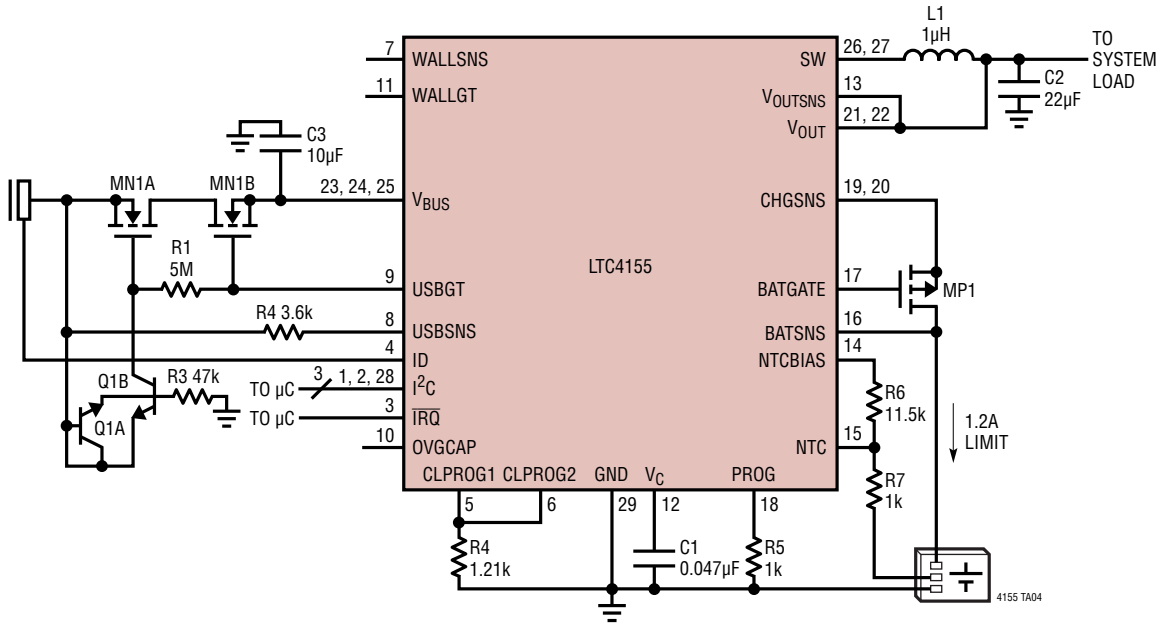 L1
1µH
TO
SYSTEM
LOAD
C2
22µF
7
WALLSNS
SW
26, 27
11
WALLGT
VOUTSNS
13
VOUT
21, 22
C3
10µF
MN1A
MN1B
23, 24, 25
VBUS
CHGSNS
19, 20
R1
5M
LTC4155
9
USBGT
BATGATE
17
MP1
R4 3.6k
8
USBSNS
BATSNS
16
4
ID
NTCBIAS
14
Q1B
R3 47k
TO µC
3
1, 2, 28
I2C
R6
11.5k
Q1A
TO µC
3
IRQ
1.2A
LIMIT
10
OVGCAP
NTC
15
CLPROG1
CLPROG2
GND
VC
PROG
5
6
29
12
18
R7
1k
R4
1.21k
C1
0.047µF
R5
1k
4155 TA04